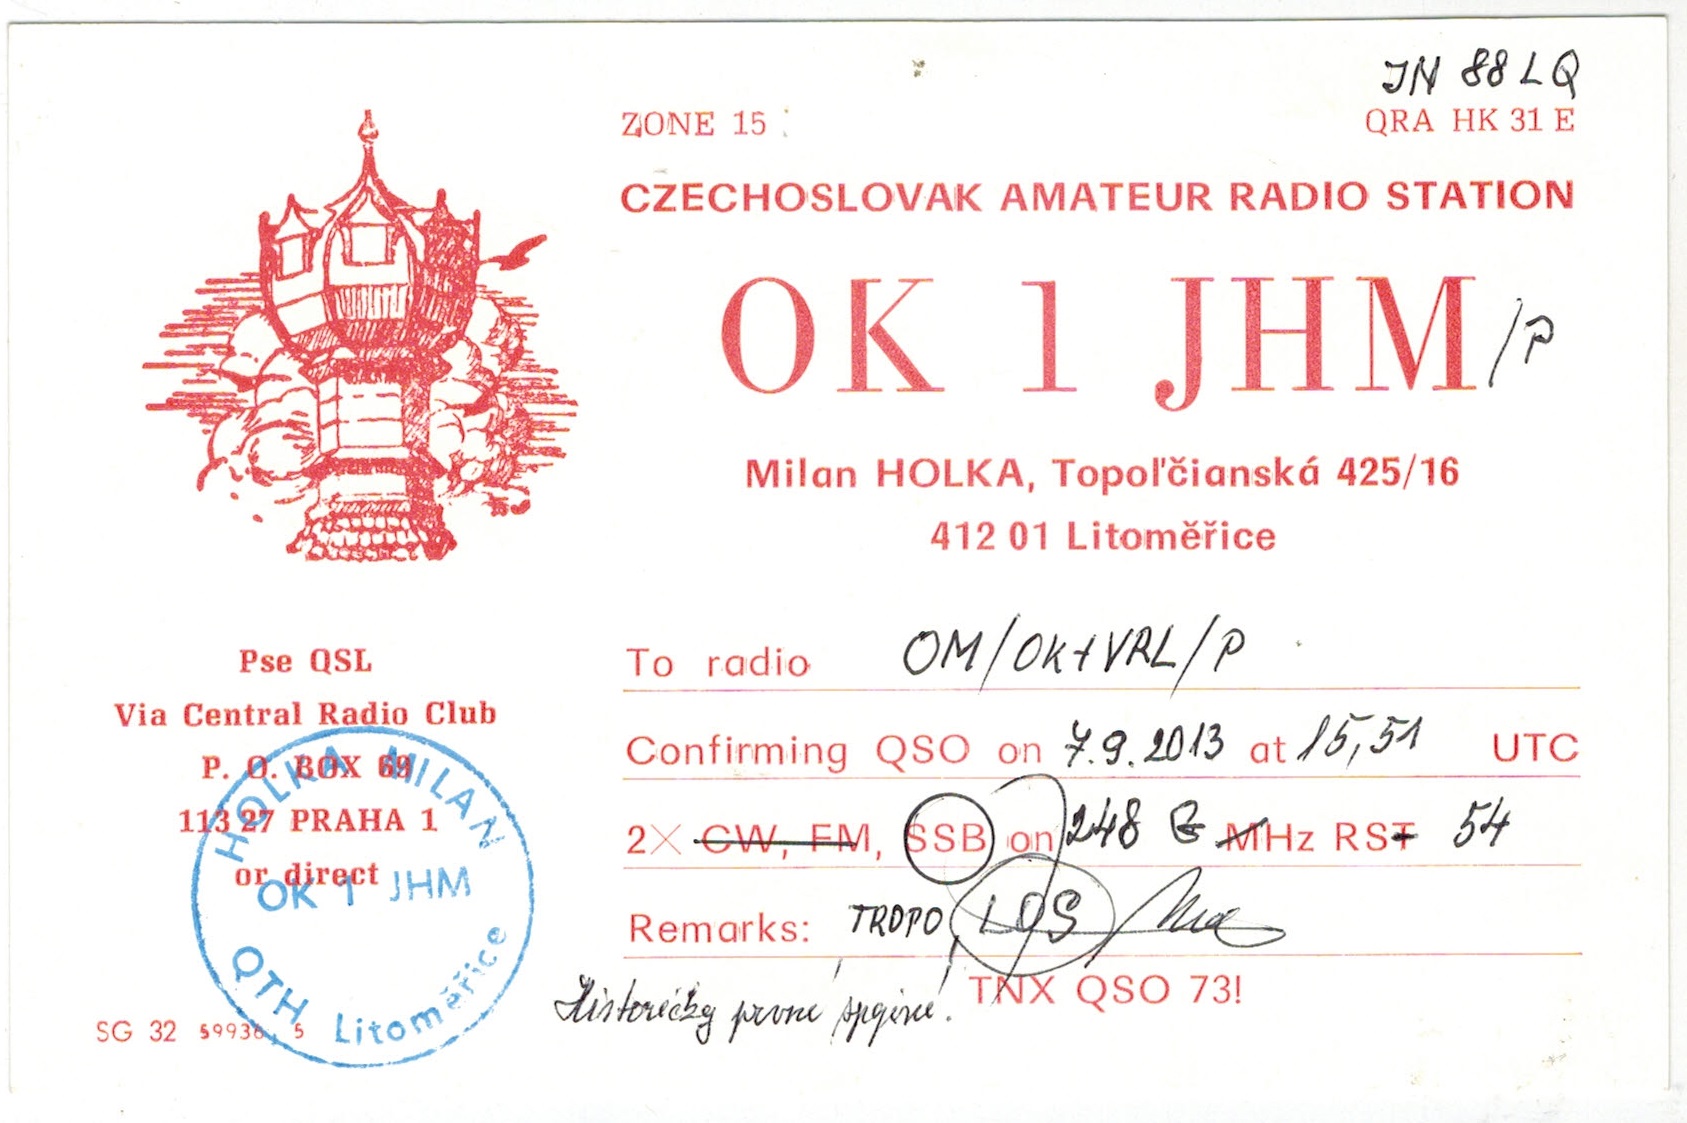 JN 88 LQ
ZONE 15
QRA HK 31 E
CZECHOSLOVAK AMATEUR RADIO STATION
OK 1 JHM/P
Milan HOLKA, Topoľčianská 425/16
412 01 Litoměřice
Pse QSL
Via Central Radio Club
P. O. BOX 69
113 27 PRAHA 1
or direct
To radio OM/OK1VRL/P
Confirming QSO on 7.9.2013 at 15,51 UTC
2X CW, FM, SSB on 248 G MHz RST 54
Remarks: TROPO, LOS
TNX QSO 73!
Historicky první spojení!
HOLKA MILAN
OK 1 JHM
QTH Litoměřice
SG 32 59936 5